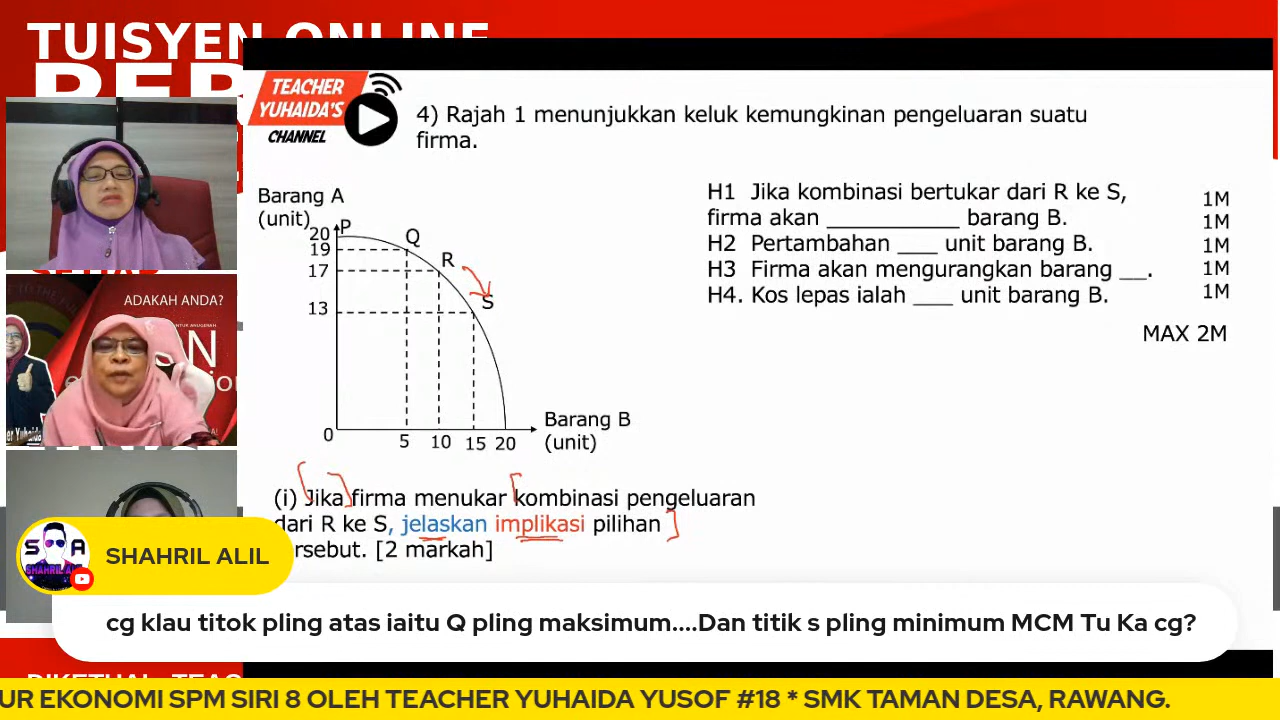 TUISYEN ONLINE
TEACHER
YUHAIDA'S
CHANNEL
4) Rajah 1 menunjukkan keluk kemungkinan pengeluaran suatu
firma.
Barang A
(unit)
20
19
17
13
0
P
Q
R
S
5 10 15 20
Barang B
(unit)
H1 Jika kombinasi bertukar dari R ke S, 1M
firma akan ___________ barang B. 1M
H2 Pertambahan ___ unit barang B. 1M
H3 Firma akan mengurangkan barang __. 1M
H4. Kos lepas ialah ___ unit barang B. 1M
MAX 2M
ADAKAH ANDA?
(i) Jika firma menukar kombinasi pengeluaran
dari R ke S, jelaskan implikasi pilihan
rsebut. [2 markah]
S A
SHAHRIL ALIL
cg klau titok pling atas iaitu Q pling maksimum....Dan titik s pling minimum MCM Tu Ka cg?
UR EKONOMI SPM SIRI 8 OLEH TEACHER YUHAIDA YUSOF #18 * SMK TAMAN DESA, RAWANG.